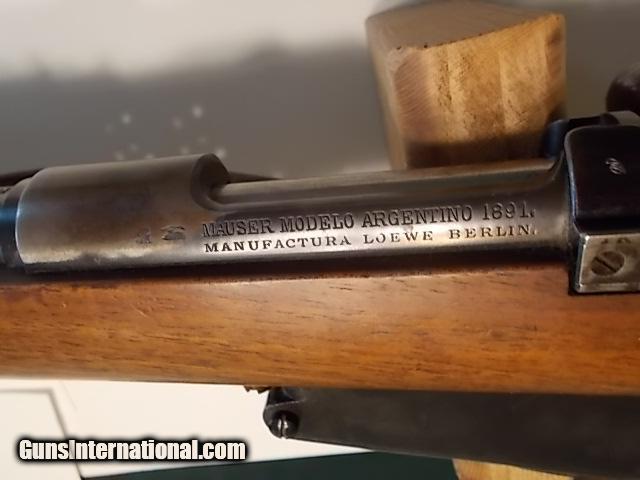 MAUSER MODELO ARGENTINO 1891.
MANUFACTURA LOEWE BERLIN.
GunsInternational.com